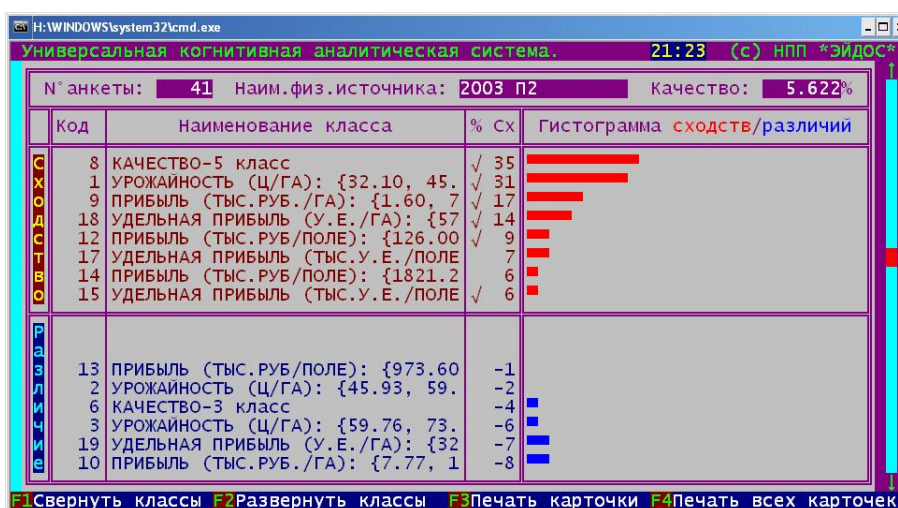 H:\WINDOWS\system32\cmd.exe
Универсальная когнитивная аналитическая система. 21:23 (c) НПП *ЭЙДОС*
N°анкеты: 41 Наим.физ.источника: 2003 П2 Качество: 5.622%
Код Наименование класса % Сх Гистограмма сходств/различий
Сходство
8 КАЧЕСТВО-5 класс √ 35
1 УРОЖАЙНОСТЬ (Ц/ГА): {32.10, 45. √ 31
9 ПРИБЫЛЬ (ТЫС.РУБ./ГА): {1.60, 7 √ 17
18 УДЕЛЬНАЯ ПРИБЫЛЬ (У.Е./ГА): {57 √ 14
12 ПРИБЫЛЬ (ТЫС.РУБ/ПОЛЕ): {126.00 √ 9
17 УДЕЛЬНАЯ ПРИБЫЛЬ (ТЫС.У.Е./ПОЛЕ 7
14 ПРИБЫЛЬ (ТЫС.РУБ/ПОЛЕ): {1821.2 6
15 УДЕЛЬНАЯ ПРИБЫЛЬ (ТЫС.У.Е./ПОЛЕ √ 6
Различие
13 ПРИБЫЛЬ (ТЫС.РУБ/ПОЛЕ): {973.60 -1
2 УРОЖАЙНОСТЬ (Ц/ГА): {45.93, 59. -2
6 КАЧЕСТВО-3 класс -4
3 УРОЖАЙНОСТЬ (Ц/ГА): {59.76, 73. -6
19 УДЕЛЬНАЯ ПРИБЫЛЬ (У.Е./ГА): {32 -7
10 ПРИБЫЛЬ (ТЫС.РУБ./ГА): {7.77, 1 -8
F1Свернуть классы F2Развернуть классы F3Печать карточки F4Печать всех карточек